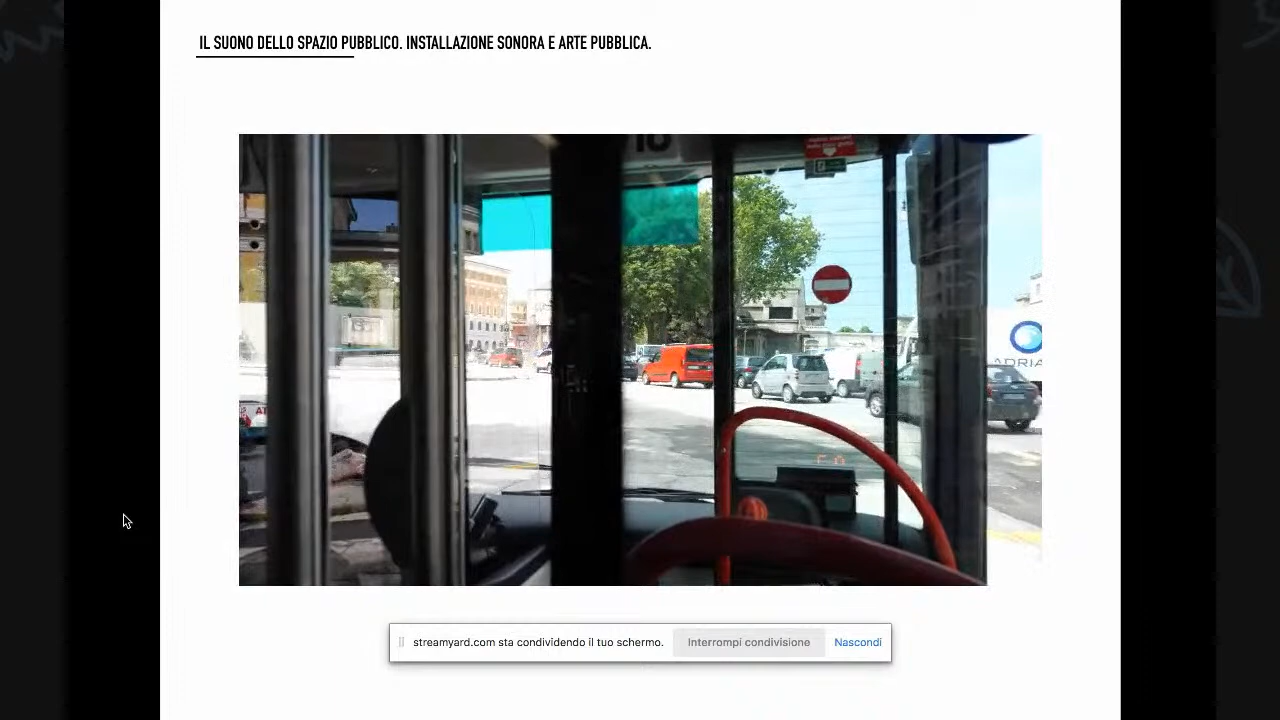 IL SUONO DELLO SPAZIO PUBBLICO. INSTALLAZIONE SONORA E ARTE PUBBLICA.
ADRIA
streamyard.com sta condividendo il tuo schermo.
Interrompi condivisione
Nascondi